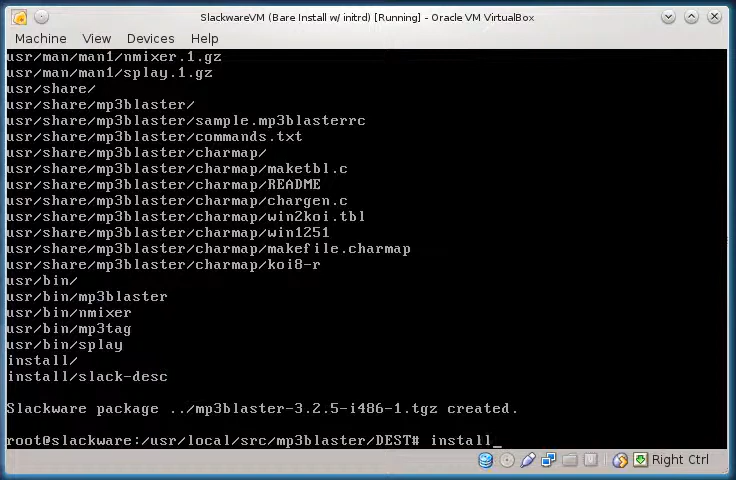 SlackwareVM (Bare Install w/ initrd) [Running] - Oracle VM VirtualBox
Machine View Devices Help
usr/man/man1/nmixer.1.gz
usr/man/man1/splay.1.gz
usr/share/
usr/share/mp3blaster/
usr/share/mp3blaster/sample.mp3blasterrc
usr/share/mp3blaster/commands.txt
usr/share/mp3blaster/charmap/
usr/share/mp3blaster/charmap/maketbl.c
usr/share/mp3blaster/charmap/README
usr/share/mp3blaster/charmap/chargen.c
usr/share/mp3blaster/charmap/win2koi.tbl
usr/share/mp3blaster/charmap/win1251
usr/share/mp3blaster/charmap/makefile.charmap
usr/share/mp3blaster/charmap/koi8-r
usr/bin/
usr/bin/mp3blaster
usr/bin/nmixer
usr/bin/mp3tag
usr/bin/splay
install/
install/slack-desc
Slackware package ../mp3blaster-3.2.5-i486-1.tgz created.
root@slackware:/usr/local/src/mp3blaster/DEST# install_
Right Ctrl